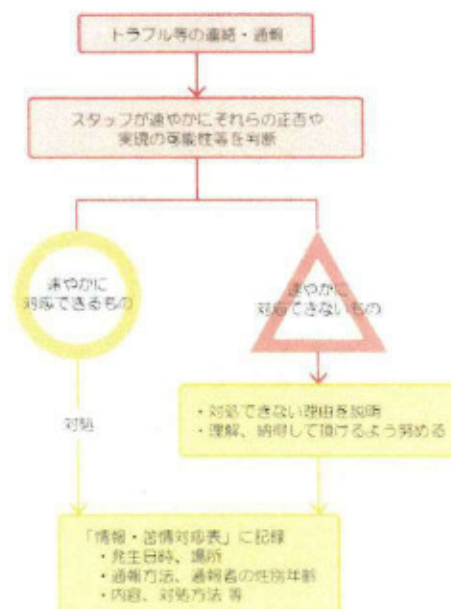 トラブル等の連絡・通報
スタッフが速やかにそれらの正否や
実現の可能性等を判断
速やかに
対応できるもの
速やかに
対応できないもの
対処
・対処できない理由を説明
・理解、納得して頂けるよう努める
「情報・苦情対応表」に記録
・発生日時、場所
・通報方法、通報者の性別年齢
・内容、対処方法 等